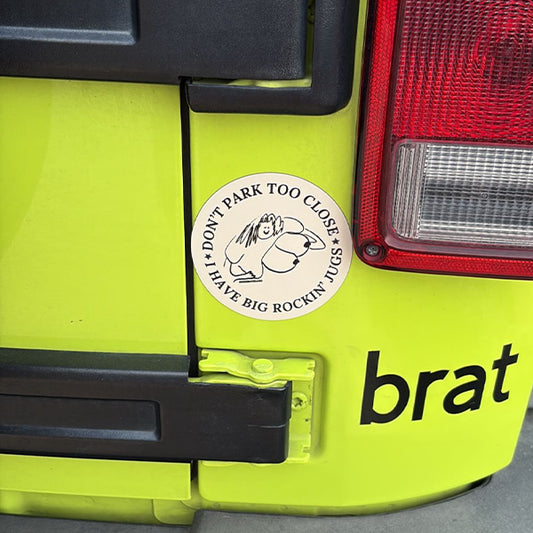 DON'T PARK TOO CLOSE
I HAVE BIG ROCKIN' JUGS
brat